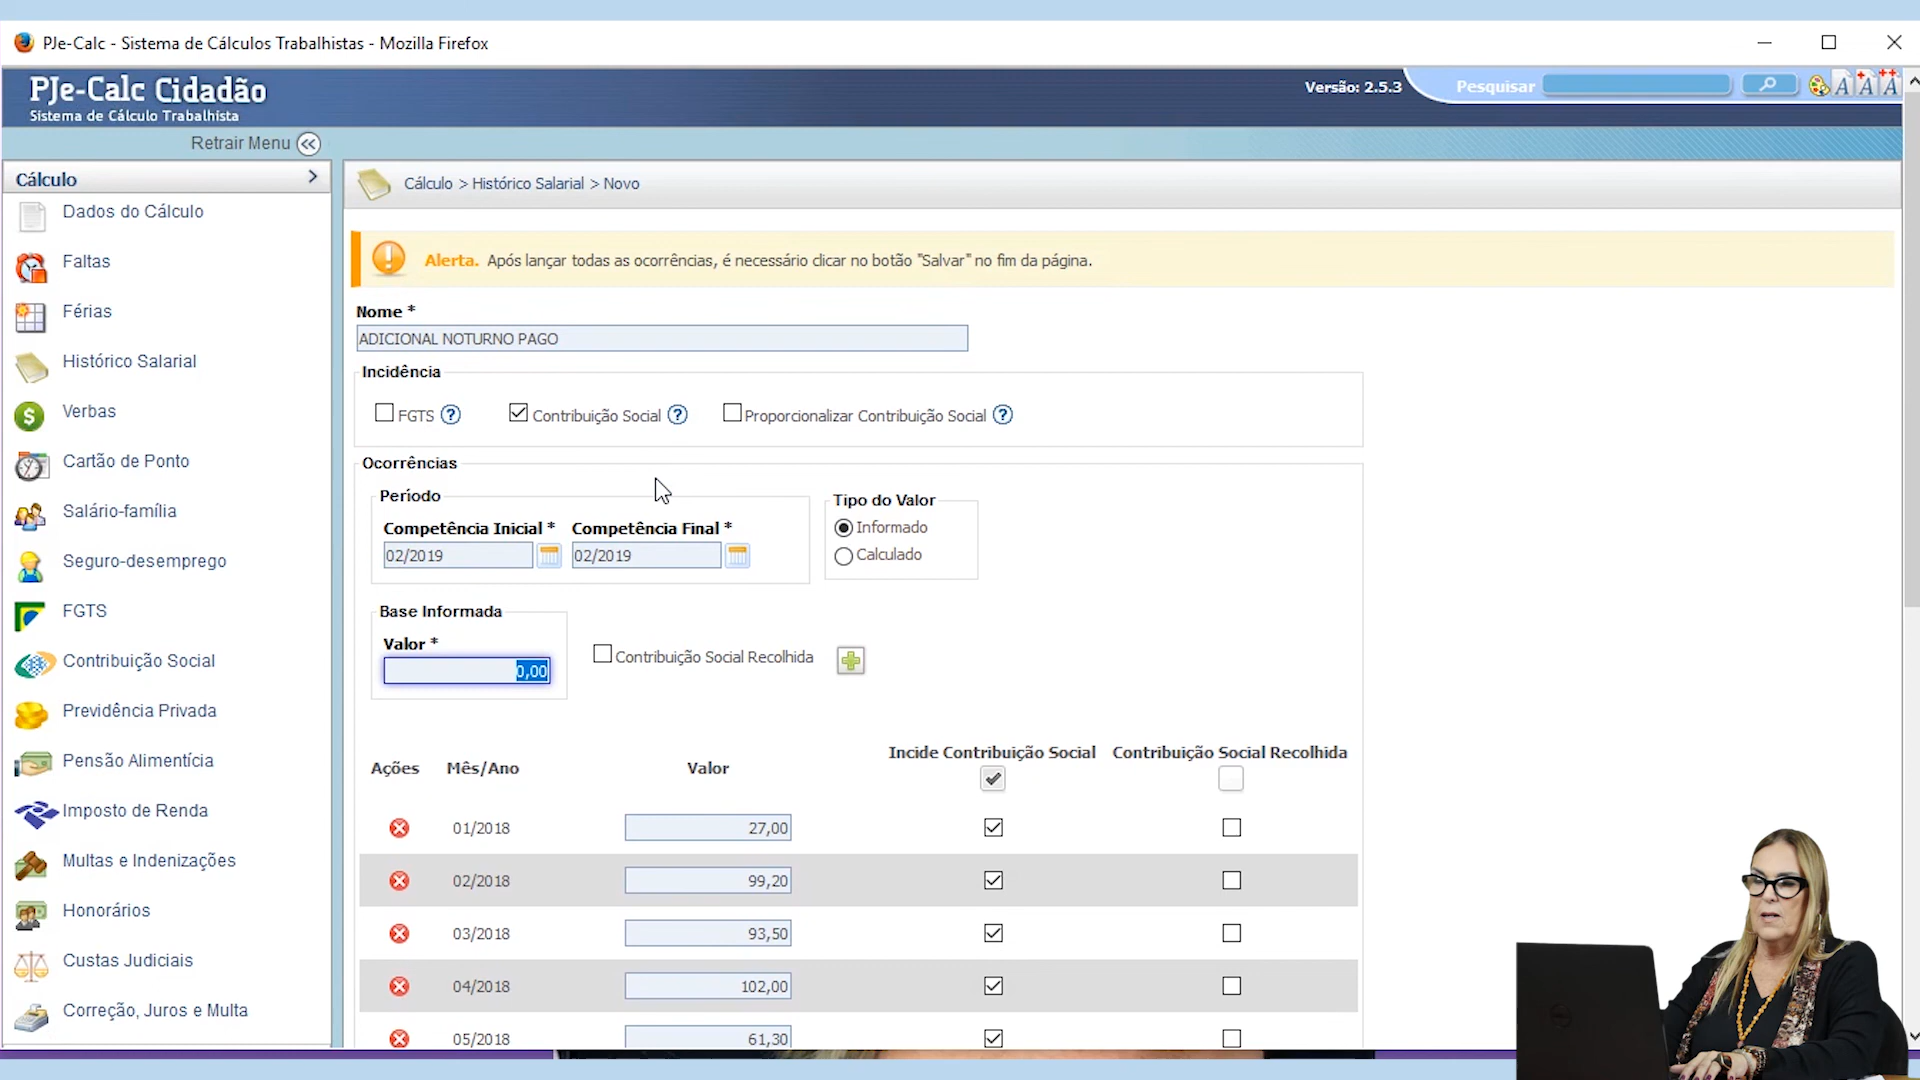 PJe-Calc - Sistema de Cálculos Trabalhistas - Mozilla Firefox
PJe-Calc Cidadão
Sistema de Cálculo Trabalhista
Versão: 2.5.3
Pesquisar
A A+ A++
Retrair Menu
Cálculo
Dados do Cálculo
Faltas
Férias
Histórico Salarial
Verbas
Cartão de Ponto
Salário-família
Seguro-desemprego
FGTS
Contribuição Social
Previdência Privada
Pensão Alimentícia
Imposto de Renda
Multas e Indenizações
Honorários
Custas Judiciais
Correção, Juros e Multa
Cálculo > Histórico Salarial > Novo
Alerta. Após lançar todas as ocorrências, é necessário clicar no botão "Salvar" no fim da página.
Nome *
ADICIONAL NOTURNO PAGO
Incidência
FGTS ? Contribuição Social ? Proporcionalizar Contribuição Social ?
Ocorrências
Período
Competência Inicial * Competência Final *
02/2019 02/2019
Tipo do Valor
Informado
Calculado
Base Informada
Valor *
0,00
Contribuição Social Recolhida
Ações Mês/Ano Valor Incide Contribuição Social Contribuição Social Recolhida
01/2018 27,00
02/2018 99,20
03/2018 93,50
04/2018 102,00
05/2018 61,30